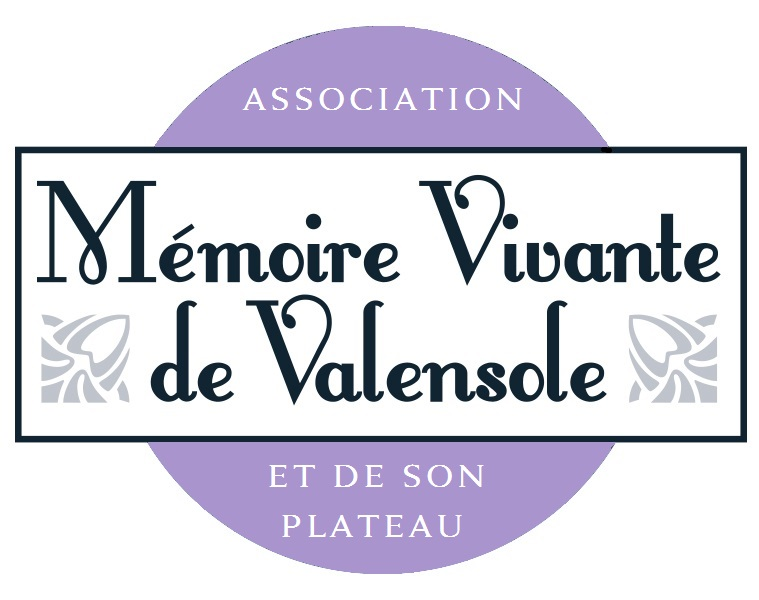 ASSOCIATION
Mémoire Vivante
de Valensole
ET DE SON
PLATEAU